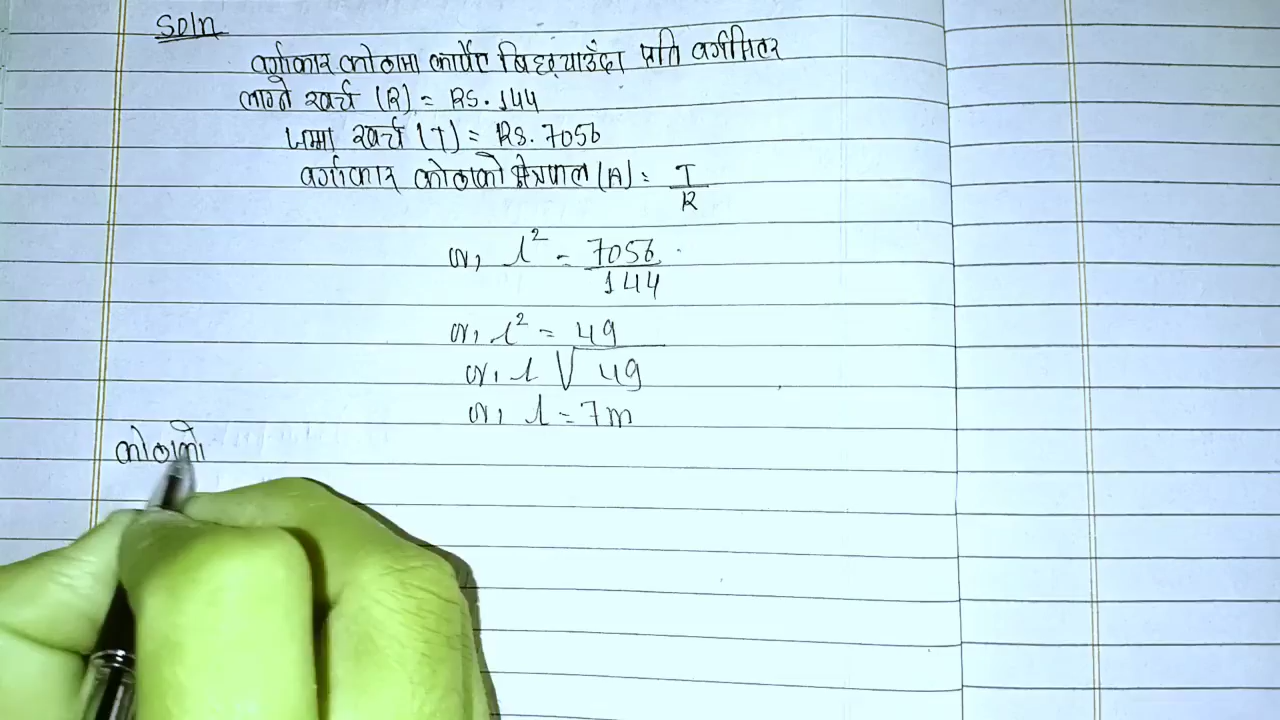 Soln
वर्गाकार कोठामा कार्पेट बिछ्याउँदा प्रति वर्गमिटर
लाग्ने खर्च (R) = RS. 144
जम्मा खर्च (T) = Rs. 7056
वर्गाकार कोठाको क्षेत्रफल (A) = T/R
or, l² = 7056/144
or, l² = 49
or, l √49
or, l = 7m
कोठाको